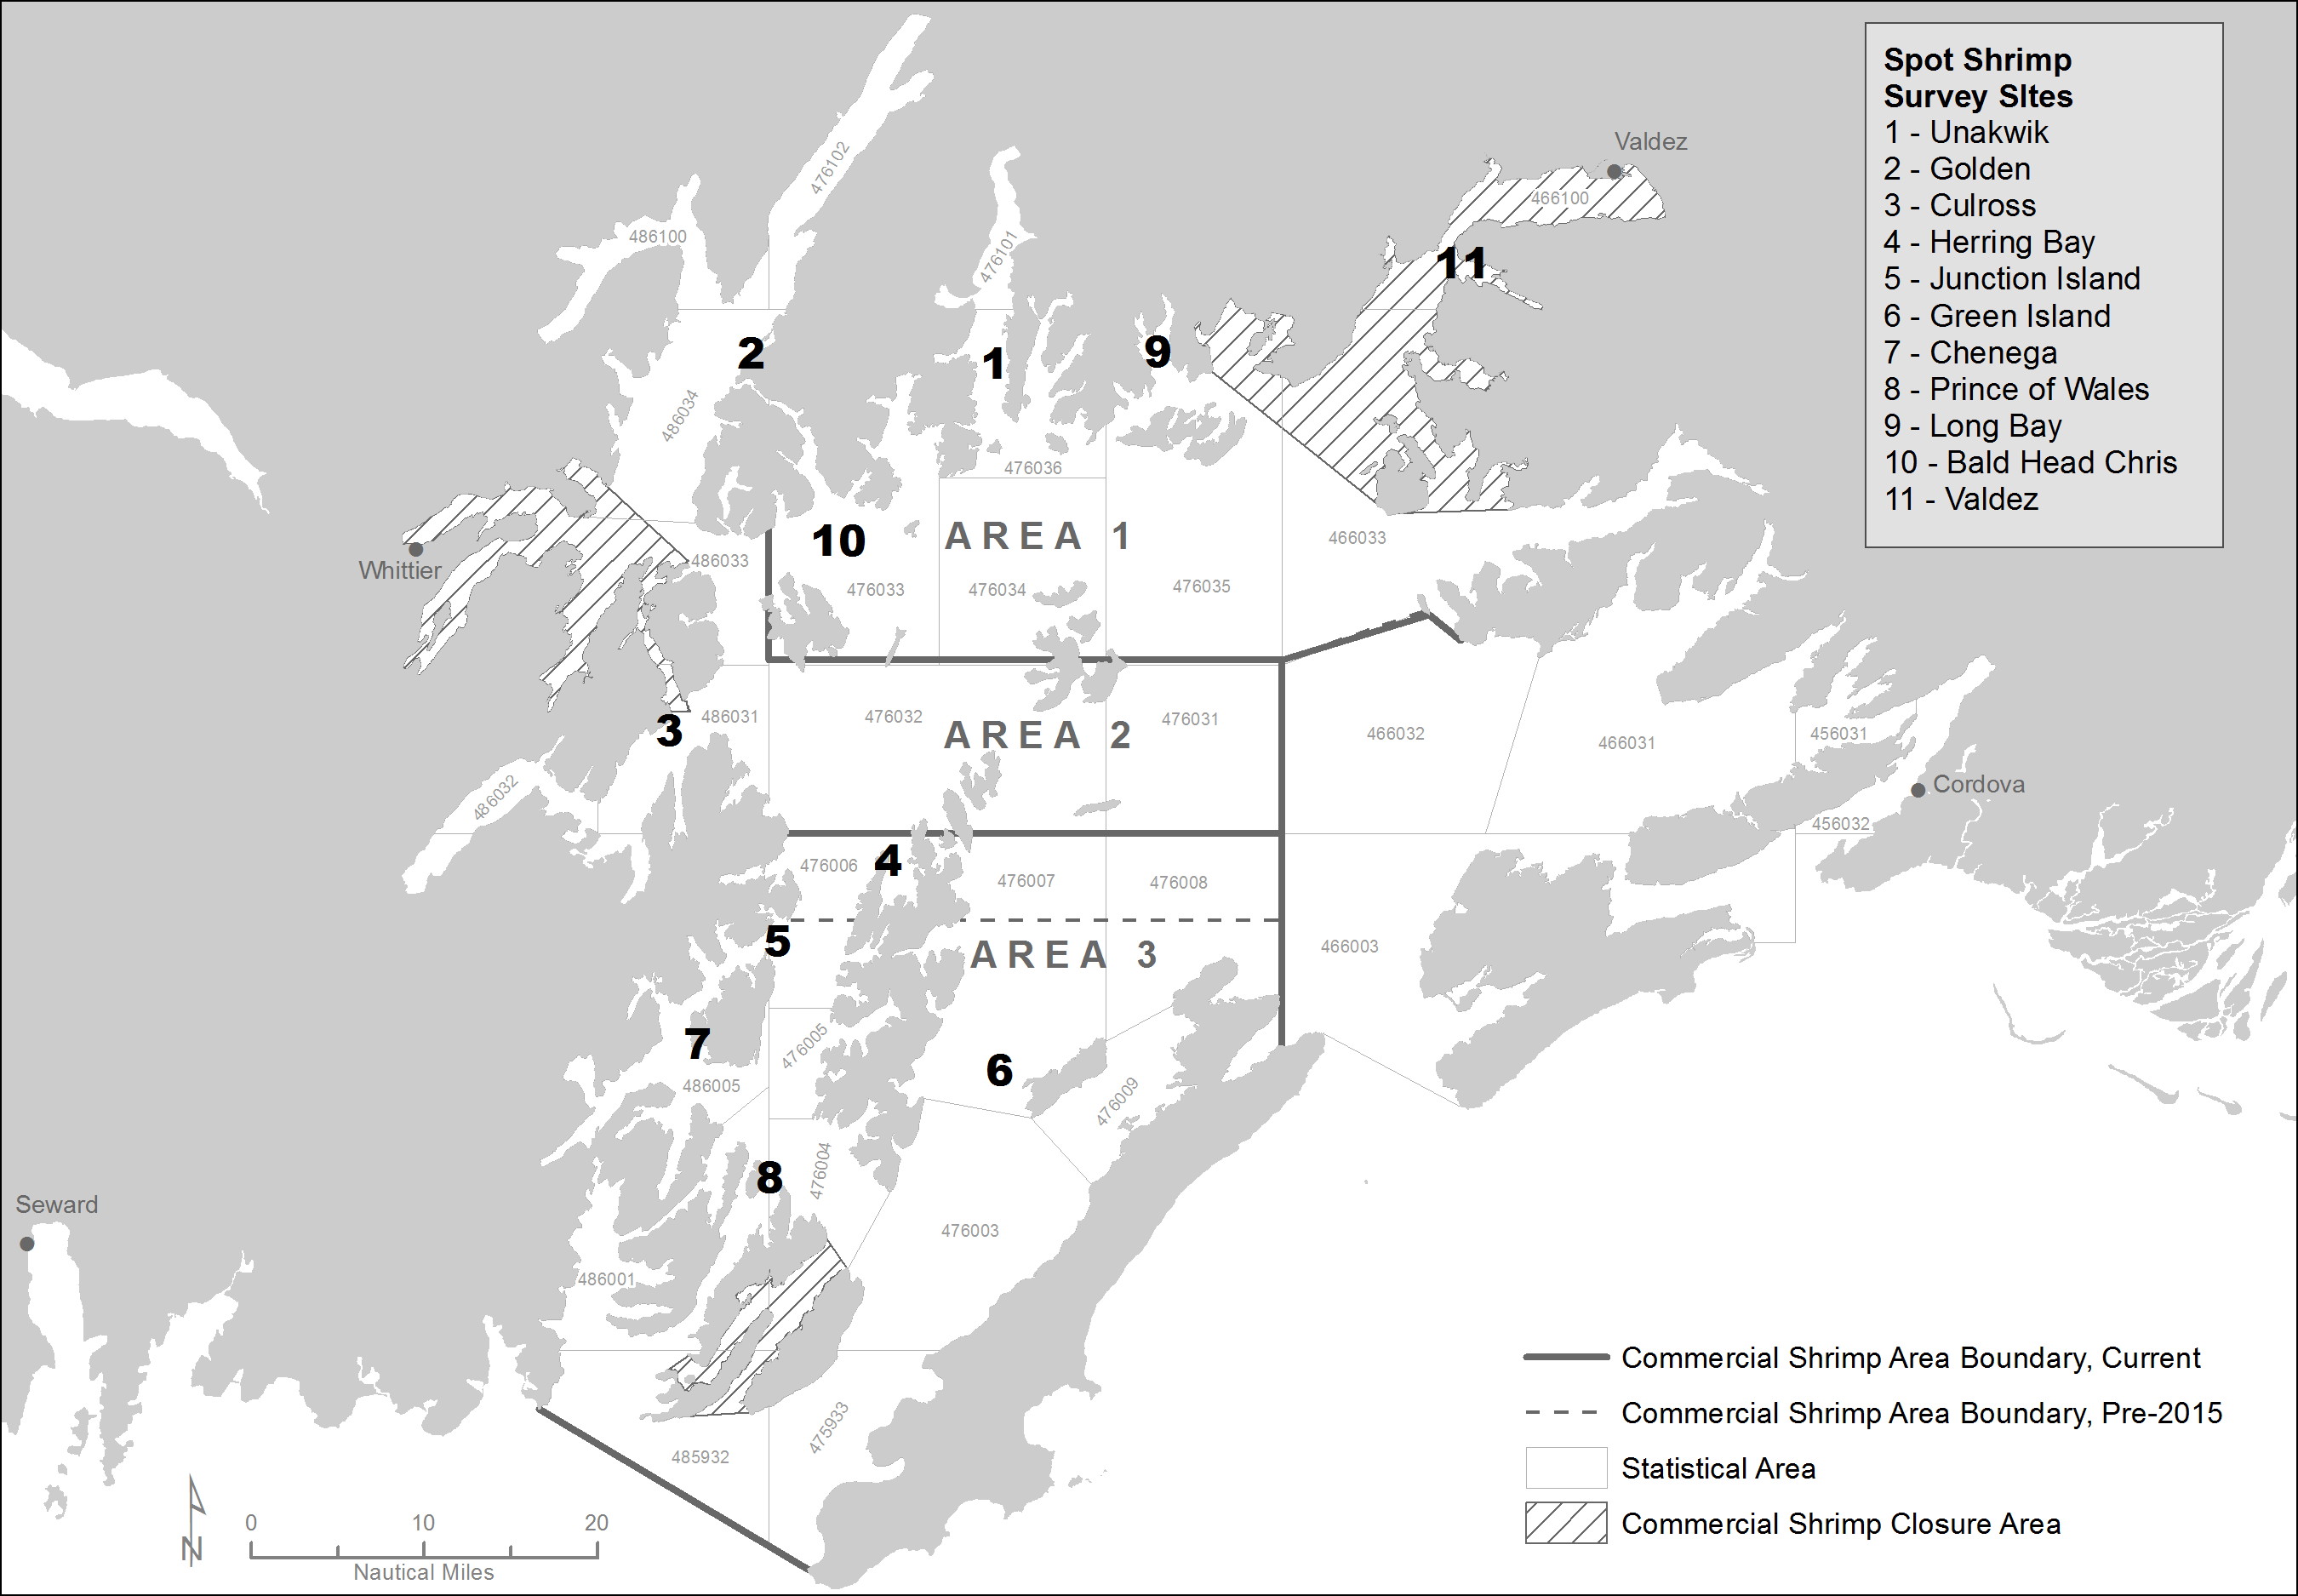 Spot Shrimp
Survey SItes
1 - Unakwik
2 - Golden
3 - Culross
4 - Herring Bay
5 - Junction Island
6 - Green Island
7 - Chenega
8 - Prince of Wales
9 - Long Bay
10 - Bald Head Chris
11 - Valdez
Valdez
476102
466100
486100
476101
11
2
1
9
486034
476036
10
AREA 1
466033
Whittier
486033
476033
476034
476035
3
486031
476032
AREA 2
476031
466032
466031
456031
486032
Cordova
456032
4
476006
476007
476008
5
AREA 3
466003
7
476005
6
486005
476009
8
476004
Seward
476003
486001
485932
475933
Commercial Shrimp Area Boundary, Current
Commercial Shrimp Area Boundary, Pre-2015
Statistical Area
Commercial Shrimp Closure Area
N
0 10 20
Nautical Miles